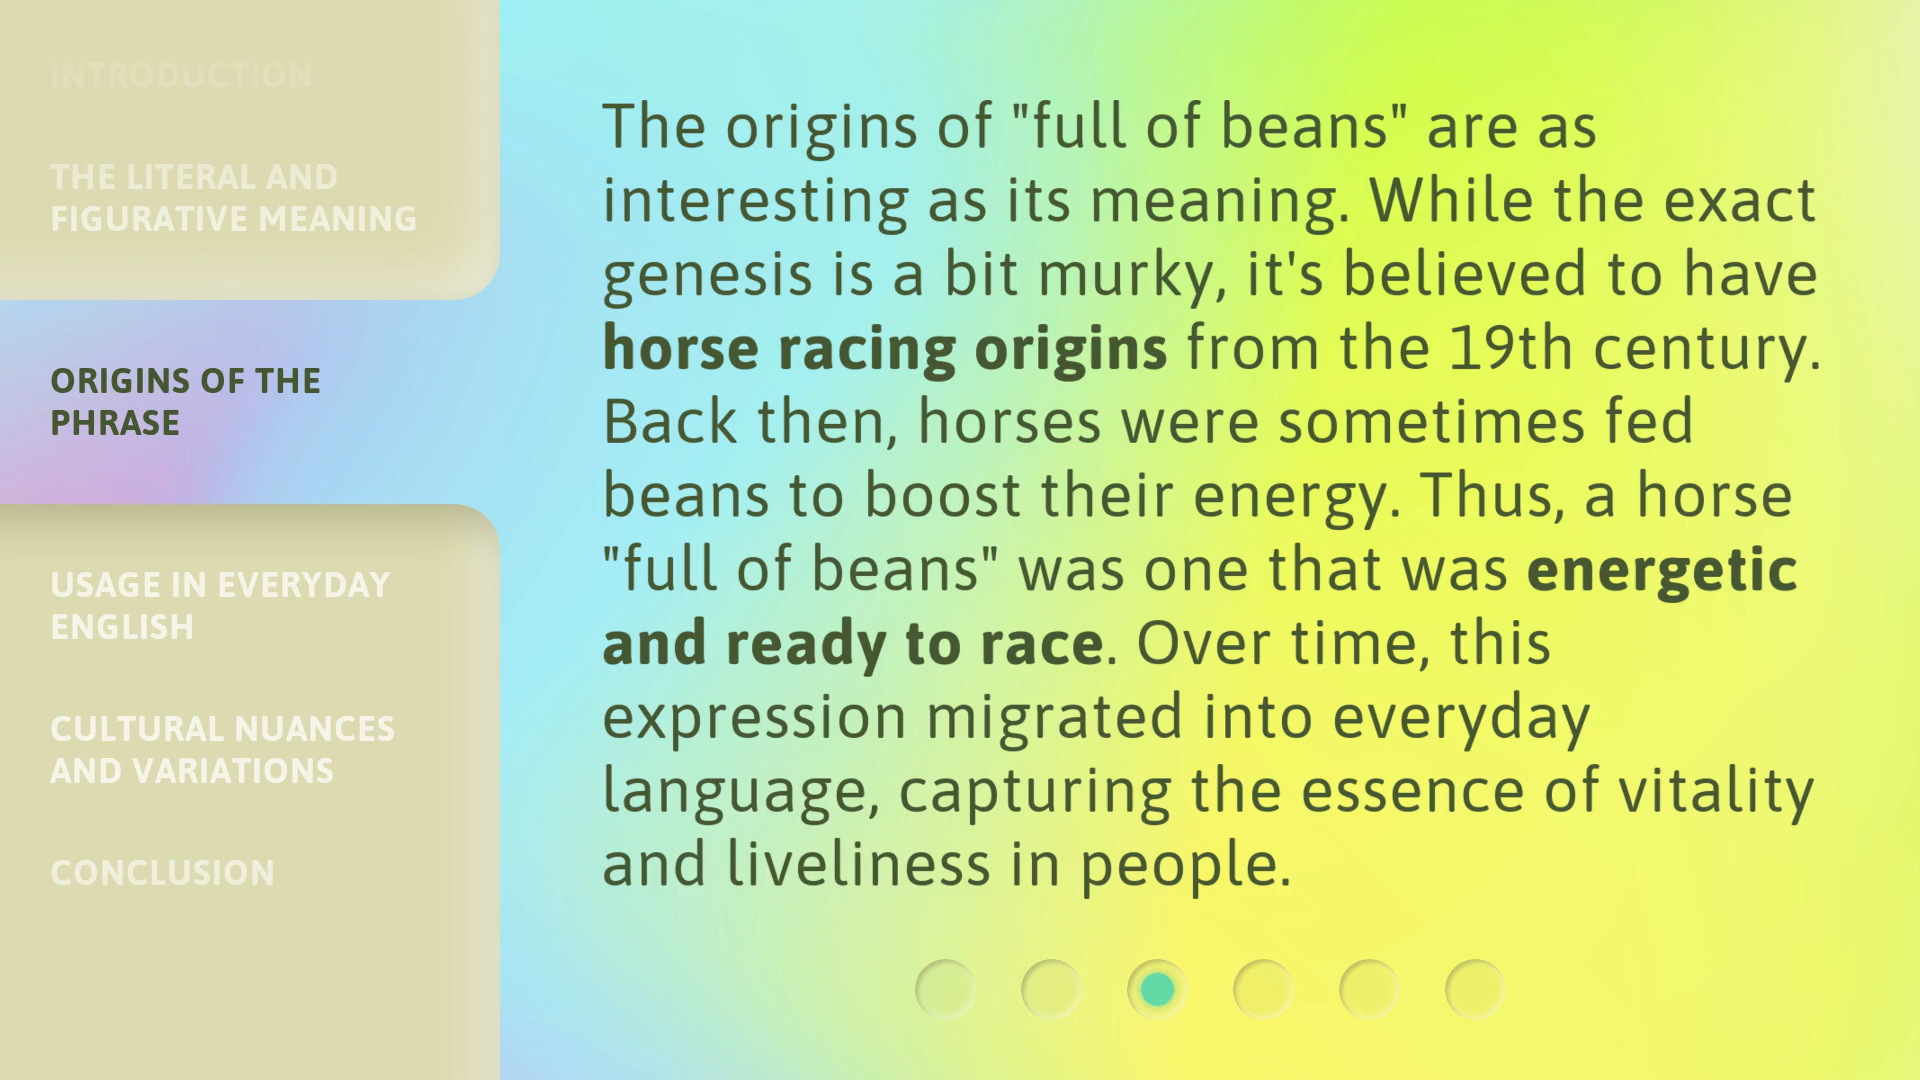 INTRODUCTION
THE LITERAL AND
FIGURATIVE MEANING
ORIGINS OF THE
PHRASE
USAGE IN EVERYDAY
ENGLISH
CULTURAL NUANCES
AND VARIATIONS
CONCLUSION
The origins of "full of beans" are as
interesting as its meaning. While the exact
genesis is a bit murky, it's believed to have
horse racing origins from the 19th century.
Back then, horses were sometimes fed
beans to boost their energy. Thus, a horse
"full of beans" was one that was energetic
and ready to race. Over time, this
expression migrated into everyday
language, capturing the essence of vitality
and liveliness in people.